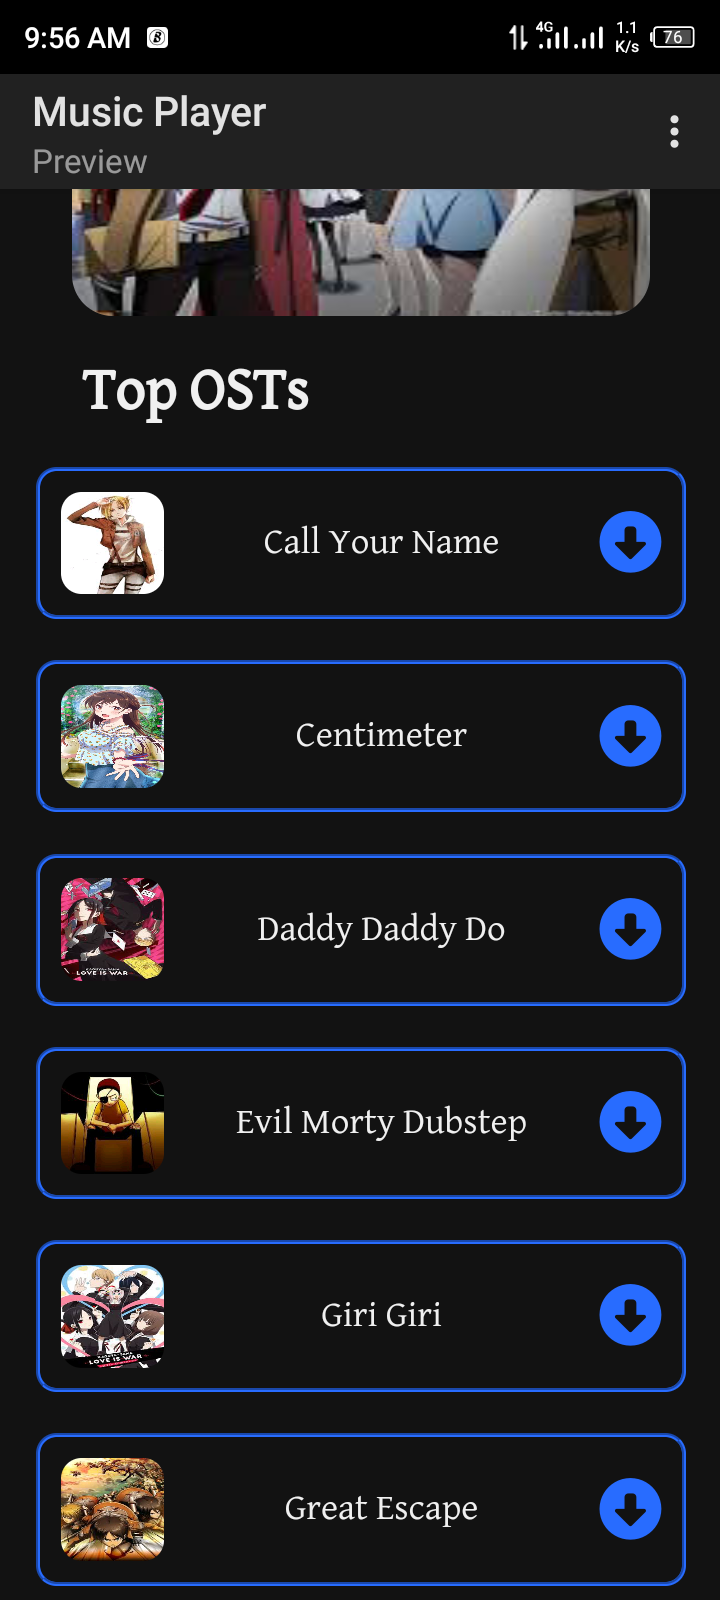 9:56 AM
4G
1.1
K/s
76
Music Player
Preview
Top OSTs
Call Your Name
Centimeter
Daddy Daddy Do
LOVE IS WAR
Evil Morty Dubstep
Giri Giri
LOVE IS WAR
Great Escape